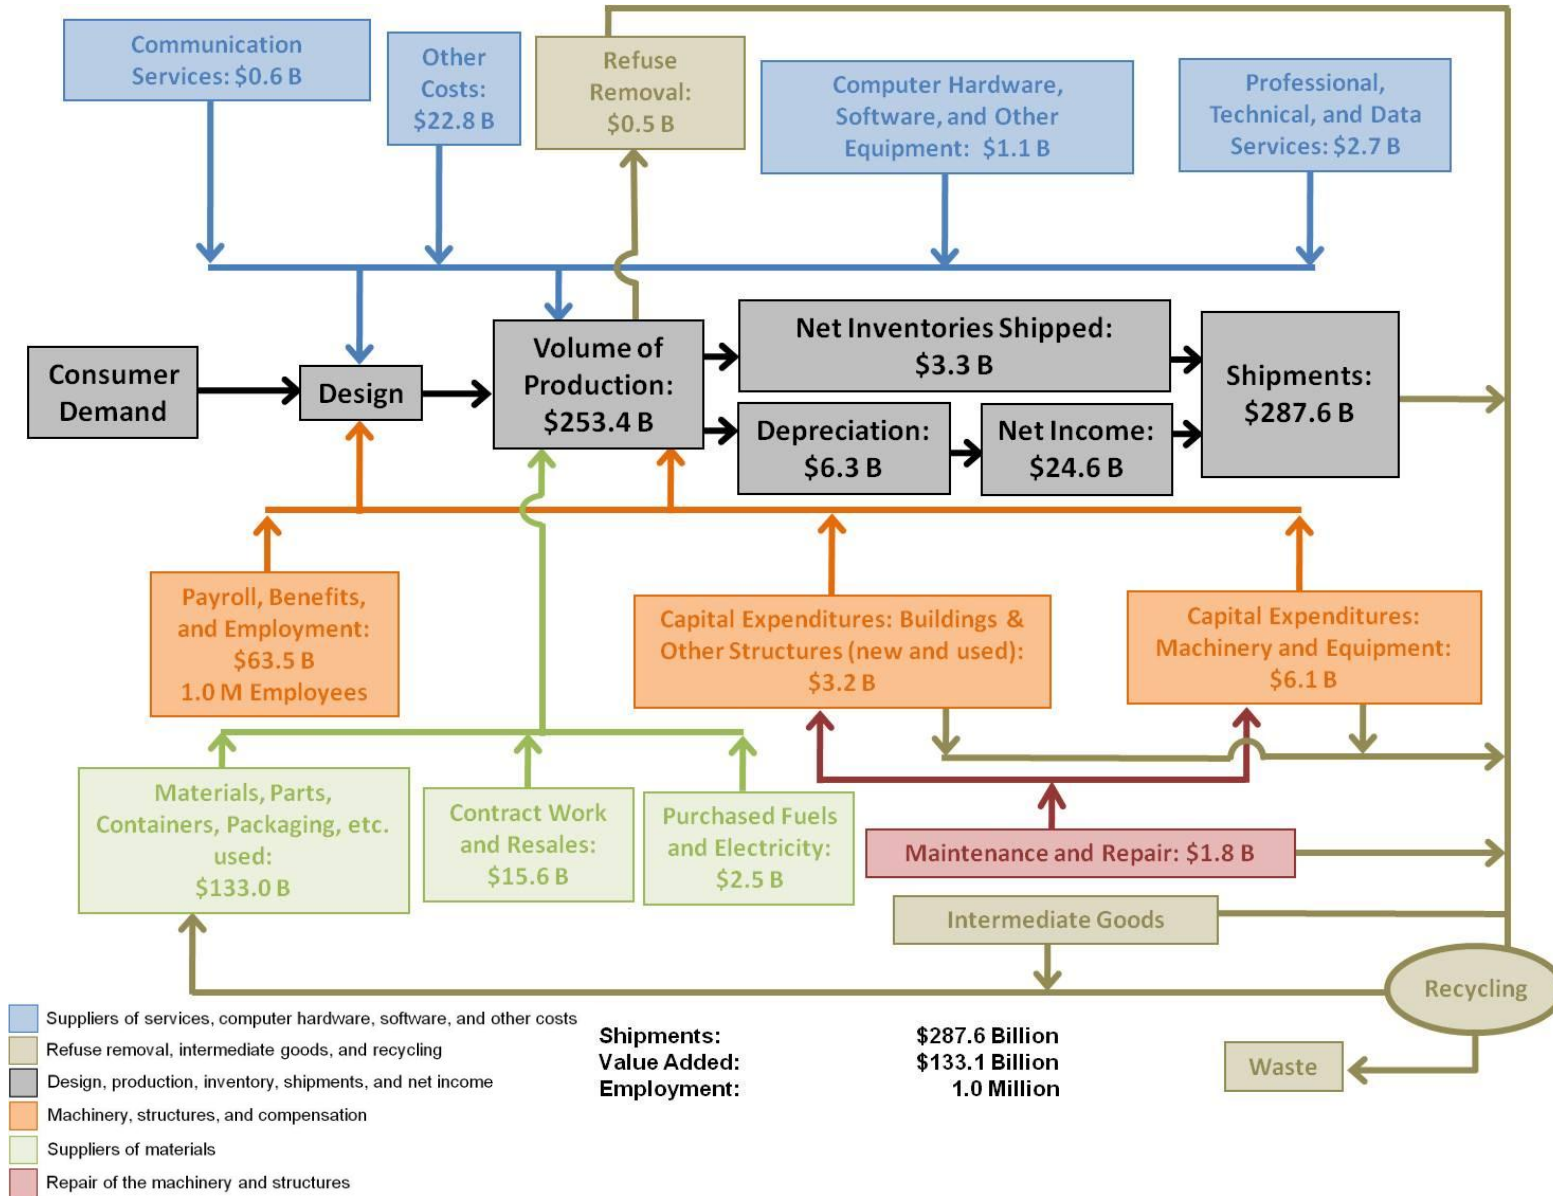 Communication
Services: $0.6 B
Other
Costs:
$22.8 B
Refuse
Removal:
$0.5 B
Computer Hardware,
Software, and Other
Equipment: $1.1 B
Professional,
Technical, and Data
Services: $2.7 B
Consumer
Demand
Design
Volume of
Production:
$253.4 B
Net Inventories Shipped:
$3.3 B
Depreciation:
$6.3 B
Net Income:
$24.6 B
Shipments:
$287.6 B
Payroll, Benefits,
and Employment:
$63.5 B
1.0 M Employees
Capital Expenditures: Buildings &
Other Structures (new and used):
$3.2 B
Capital Expenditures:
Machinery and Equipment:
$6.1 B
Materials, Parts,
Containers, Packaging, etc.
used:
$133.0 B
Contract Work
and Resales:
$15.6 B
Purchased Fuels
and Electricity:
$2.5 B
Maintenance and Repair: $1.8 B
Intermediate Goods
Recycling
Waste
Suppliers of services, computer hardware, software, and other costs
Refuse removal, intermediate goods, and recycling
Design, production, inventory, shipments, and net income
Machinery, structures, and compensation
Suppliers of materials
Repair of the machinery and structures
Shipments: $287.6 Billion
Value Added: $133.1 Billion
Employment: 1.0 Million